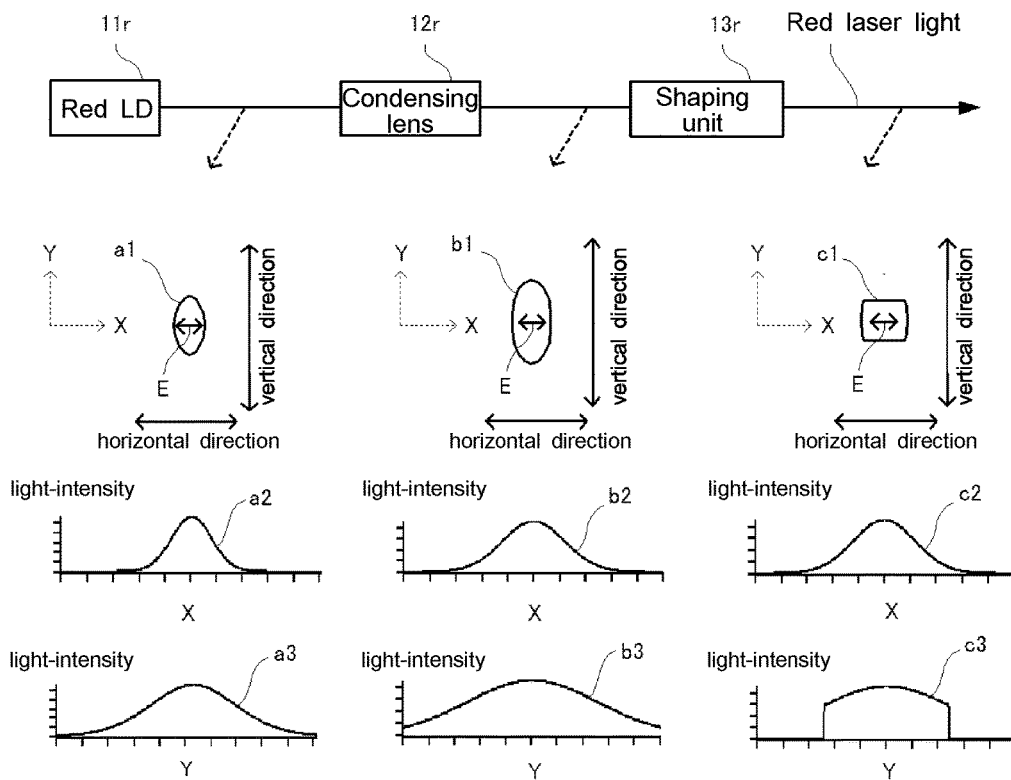 11r
12r
13r
Red laser light
Red LD
Condensing
lens
Shaping
unit
Y
a1
X
E
vertical direction
horizontal direction
Y
b1
X
E
vertical direction
horizontal direction
Y
c1
X
E
vertical direction
horizontal direction
light-intensity
a2
X
light-intensity
b2
X
light-intensity
c2
X
light-intensity
a3
Y
light-intensity
b3
Y
light-intensity
c3
Y